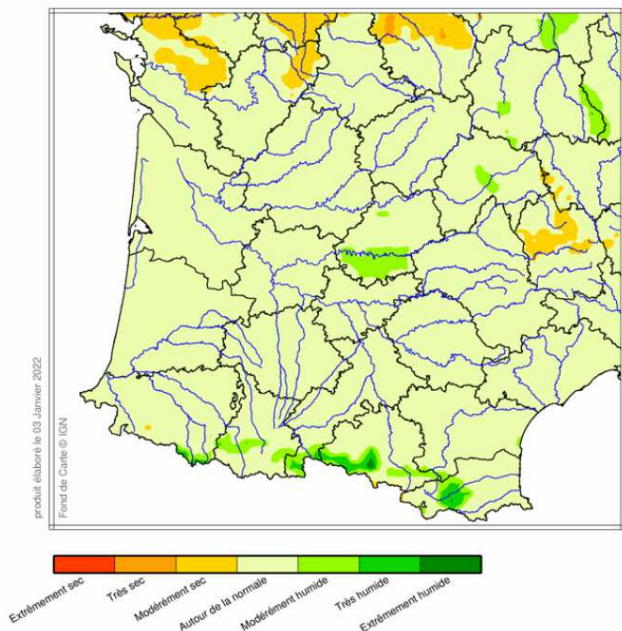 produit élaboré le 03 Janvier 2022
Fond de Carte © IGN
Extrêmement sec
Très sec
Modérément sec
Autour de la normale
Modérément humide
Très humide
Extrêmement humide